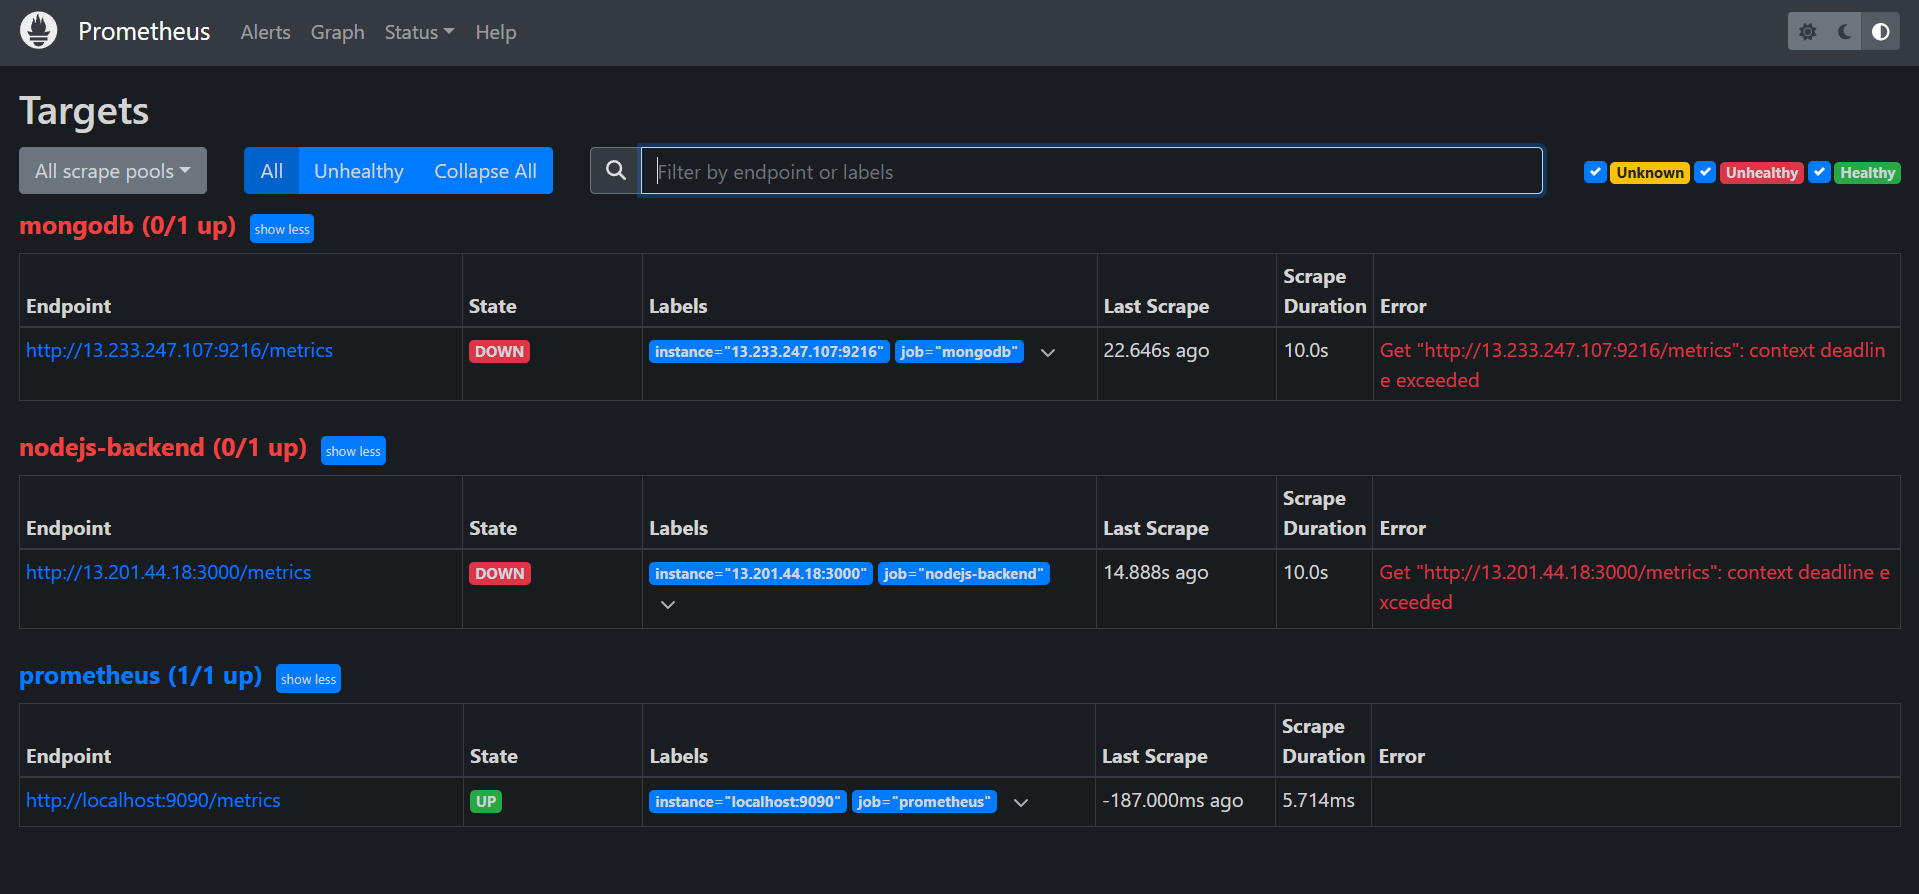 Prometheus Alerts Graph Status Help
Targets
All scrape pools All Unhealthy Collapse All Filter by endpoint or labels Unknown Unhealthy Healthy
mongodb (0/1 up) show less
Endpoint State Labels Last Scrape Scrape Duration Error
http://13.233.247.107:9216/metrics DOWN instance="13.233.247.107:9216" job="mongodb" 22.646s ago 10.0s Get "http://13.233.247.107:9216/metrics": context deadlin
e exceeded
nodejs-backend (0/1 up) show less
Endpoint State Labels Last Scrape Scrape Duration Error
http://13.201.44.18:3000/metrics DOWN instance="13.201.44.18:3000" job="nodejs-backend" 14.888s ago 10.0s Get "http://13.201.44.18:3000/metrics": context deadline e
xceeded
prometheus (1/1 up) show less
Endpoint State Labels Last Scrape Scrape Duration Error
http://localhost:9090/metrics UP instance="localhost:9090" job="prometheus" -187.000ms ago 5.714ms